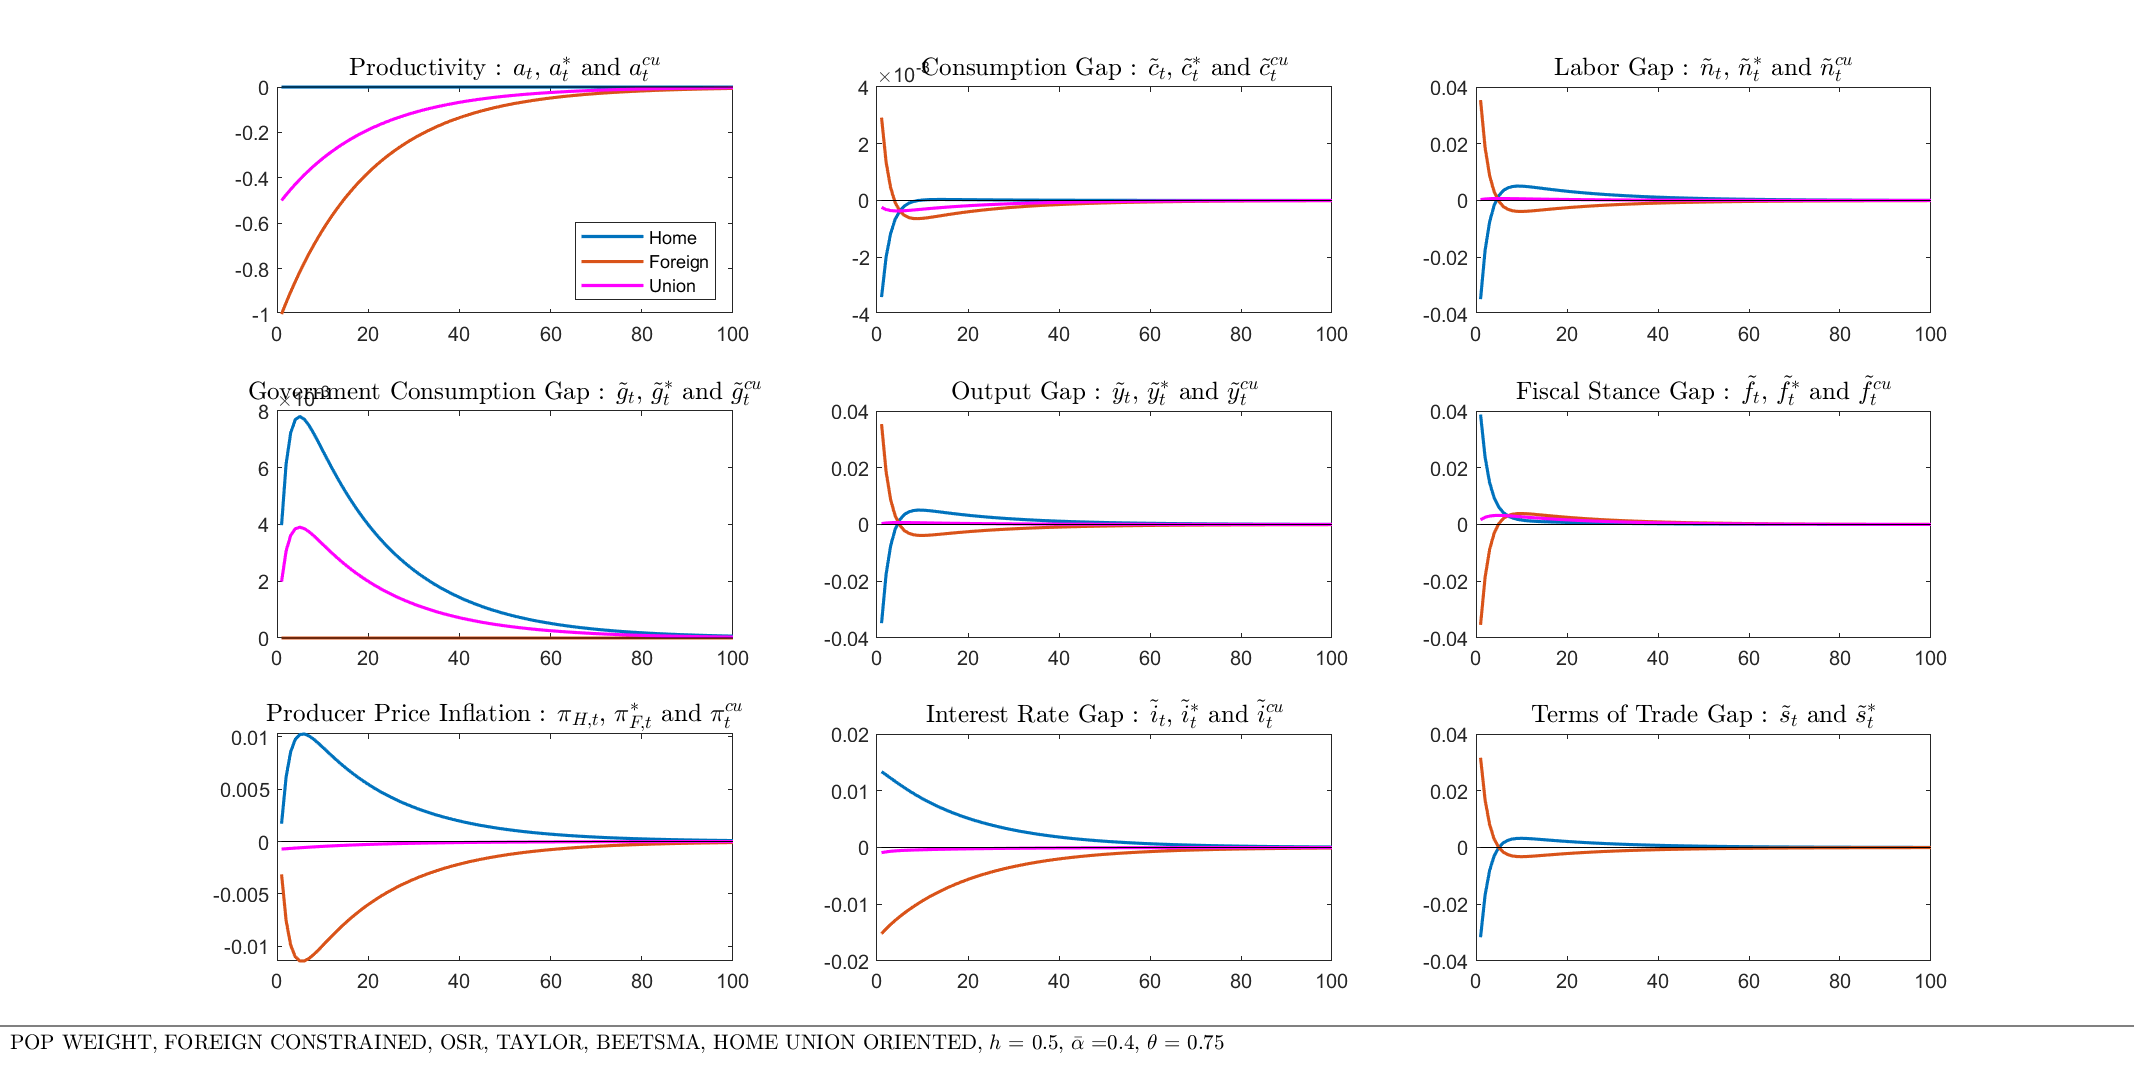 Productivity : a_t, a_t^* and a_t^{cu}
0
-0.2
-0.4
-0.6
-0.8
-1
0 20 40 60 80 100
Home
Foreign
Union
Consumption Gap : c̃_t, c̃_t^* and c̃_t^{cu}
×10^{-3}
4
2
0
-2
-4
0 20 40 60 80 100
Labor Gap : ñ_t, ñ_t^* and ñ_t^{cu}
0.04
0.02
0
-0.02
-0.04
0 20 40 60 80 100
Government Consumption Gap : g̃_t, g̃_t^* and g̃_t^{cu}
×10^{-3}
8
6
4
2
0
0 20 40 60 80 100
Output Gap : ỹ_t, ỹ_t^* and ỹ_t^{cu}
0.04
0.02
0
-0.02
-0.04
0 20 40 60 80 100
Fiscal Stance Gap : f̃_t, f̃_t^* and f̃_t^{cu}
0.04
0.02
0
-0.02
-0.04
0 20 40 60 80 100
Producer Price Inflation : π_{H,t}, π_{F,t}^* and π_t^{cu}
0.01
0.005
0
-0.005
-0.01
0 20 40 60 80 100
Interest Rate Gap : ĩ_t, ĩ_t^* and ĩ_t^{cu}
0.02
0.01
0
-0.01
-0.02
0 20 40 60 80 100
Terms of Trade Gap : s̃_t and s̃_t^*
0.04
0.02
0
-0.02
-0.04
0 20 40 60 80 100
POP WEIGHT, FOREIGN CONSTRAINED, OSR, TAYLOR, BEETSMA, HOME UNION ORIENTED, h = 0.5, ᾱ =0.4, θ = 0.75